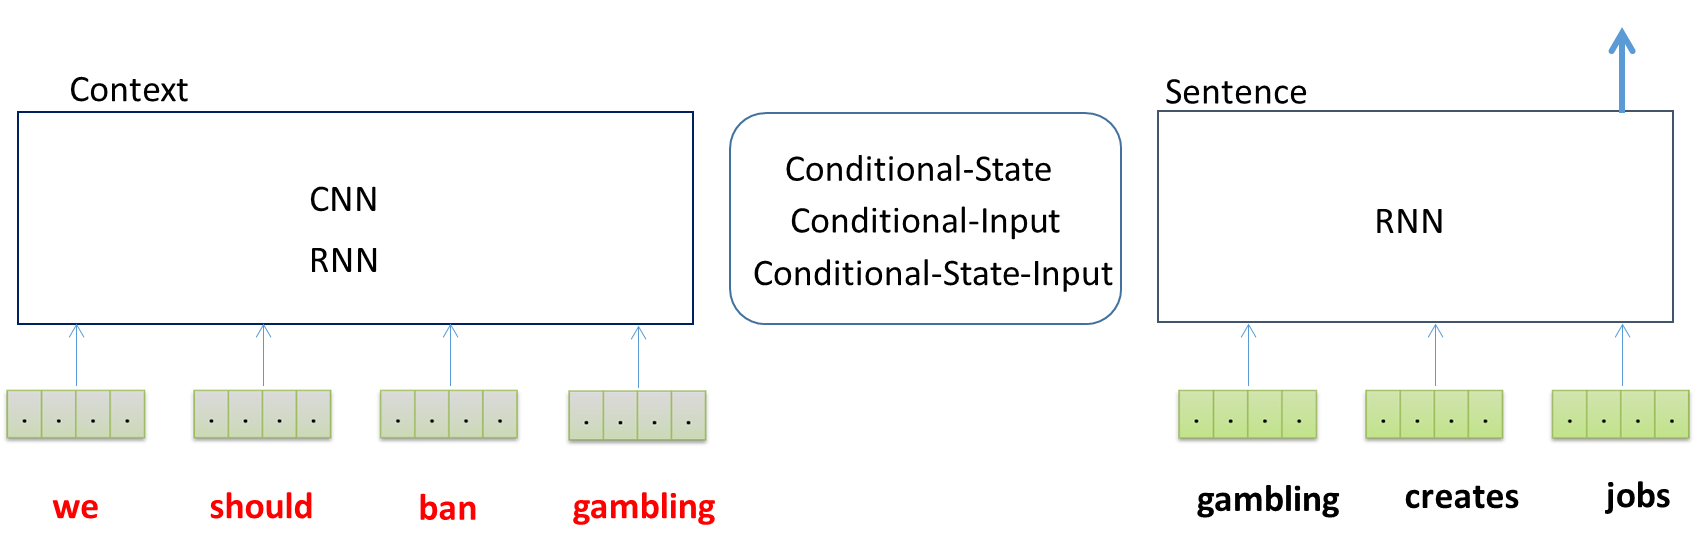 Context
CNN
RNN
we should ban gambling
Conditional-State
Conditional-Input
Conditional-State-Input
Sentence
RNN
gambling creates jobs